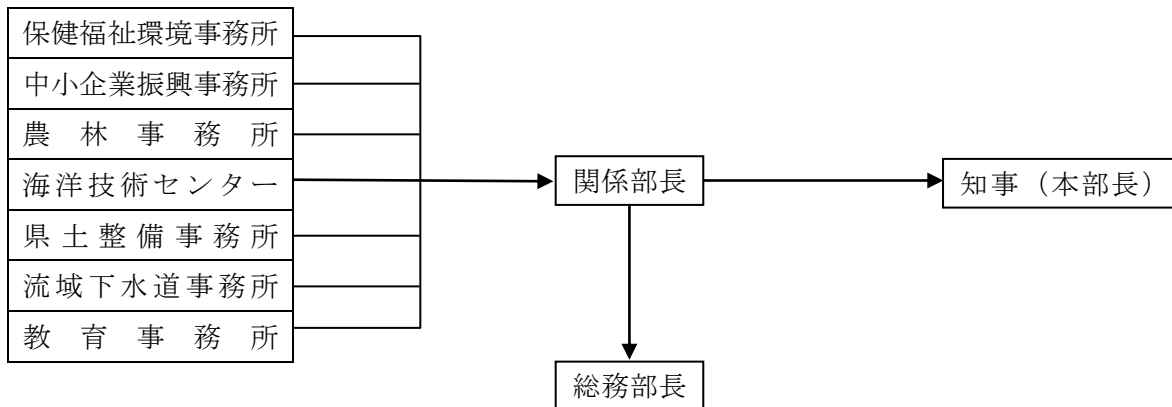 保健福祉環境事務所
中小企業振興事務所
農林事務所
海洋技術センター
県土整備事務所
流域下水道事務所
教育事務所
関係部長
知事（本部長）
総務部長